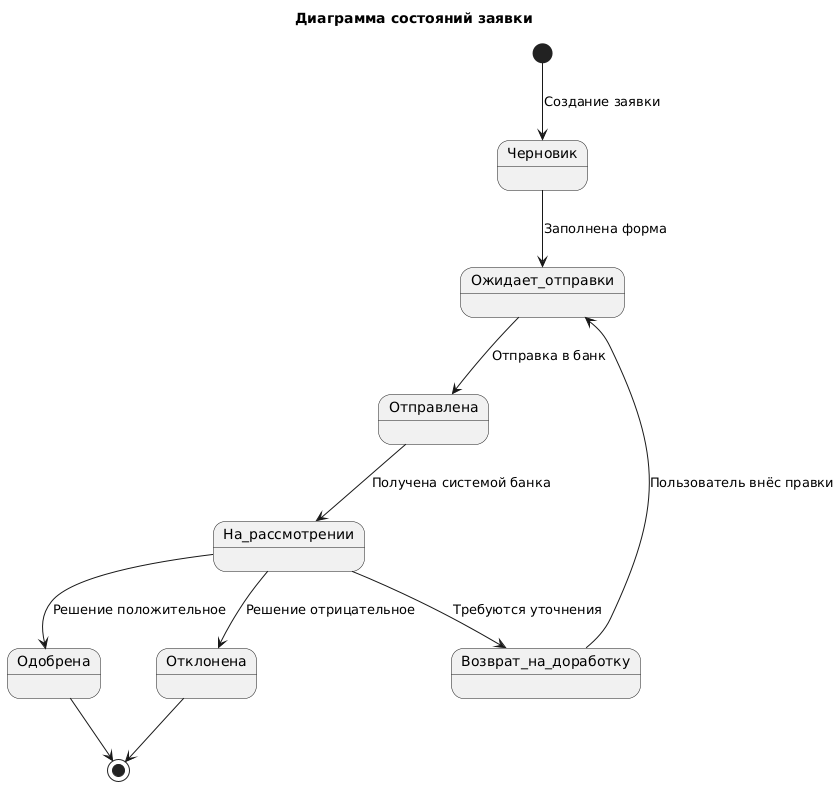 Диаграмма состояний заявки
Создание заявки
Черновик
Заполнена форма
Ожидает_отправки
Отправка в банк
Отправлена
Получена системой банка
Пользователь внёс правки
На_рассмотрении
Решение положительное
Решение отрицательное
Требуются уточнения
Одобрена
Отклонена
Возврат_на_доработку